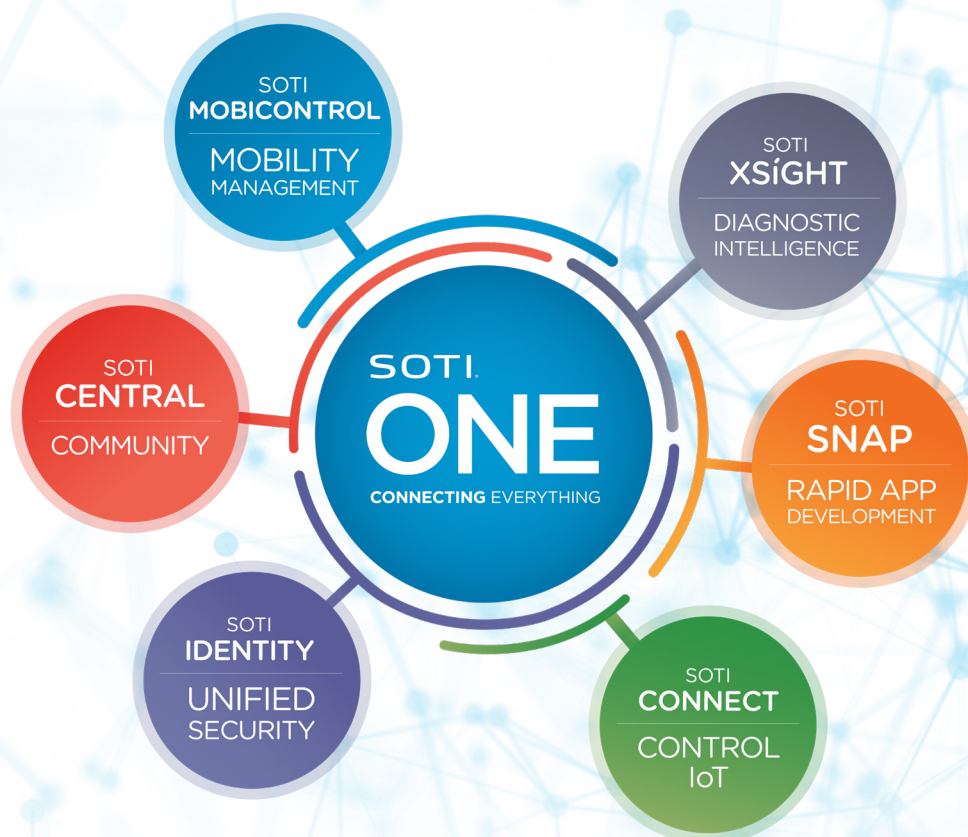 SOTI
MOBICONTROL
MOBILITY
MANAGEMENT
SOTI
XSíGHT
DIAGNOSTIC
INTELLIGENCE
SOTI
CENTRAL
COMMUNITY
SOTI.
ONE
CONNECTING EVERYTHING
SOTI
SNAP
RAPID APP
DEVELOPMENT
SOTI
IDENTITY
UNIFIED
SECURITY
SOTI
CONNECT
CONTROL
IoT